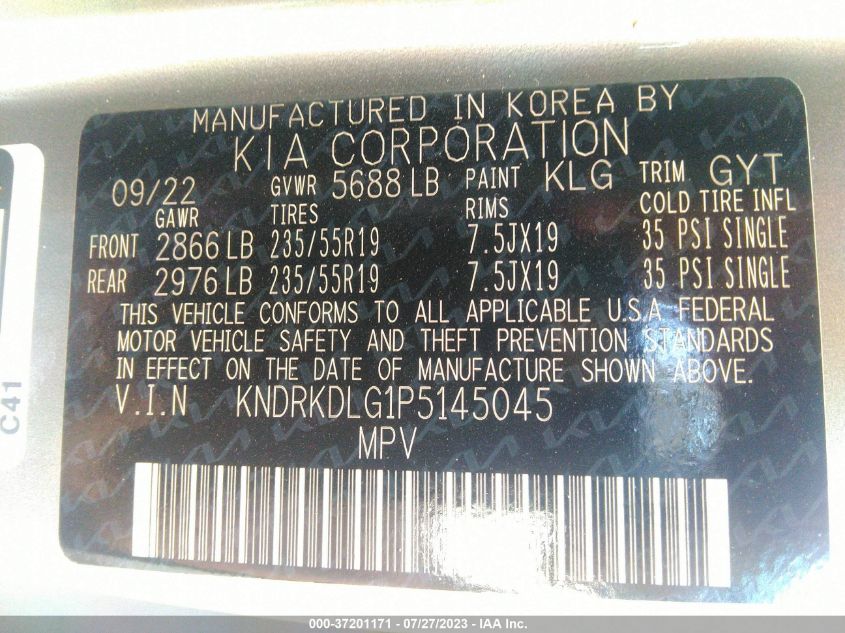 MANUFACTURED IN KOREA BY
KIA CORPORATION
09/22 GVWR 5688 LB PAINT KLG TRIM GYT
GAWR TIRES RIMS COLD TIRE INFL
FRONT 2866 LB 235/55R19 7.5JX19 35 PSI SINGLE
REAR 2976 LB 235/55R19 7.5JX19 35 PSI SINGLE
THIS VEHICLE CONFORMS TO ALL APPLICABLE U.S.A FEDERAL
MOTOR VEHICLE SAFETY AND THEFT PREVENTION STANDARDS
IN EFFECT ON THE DATE OF MANUFACTURE SHOWN ABOVE.
V.I.N KNDRKDLG1P5145045
MPV
C41
000-37201171 - 07/27/2023 - IAA, Inc.